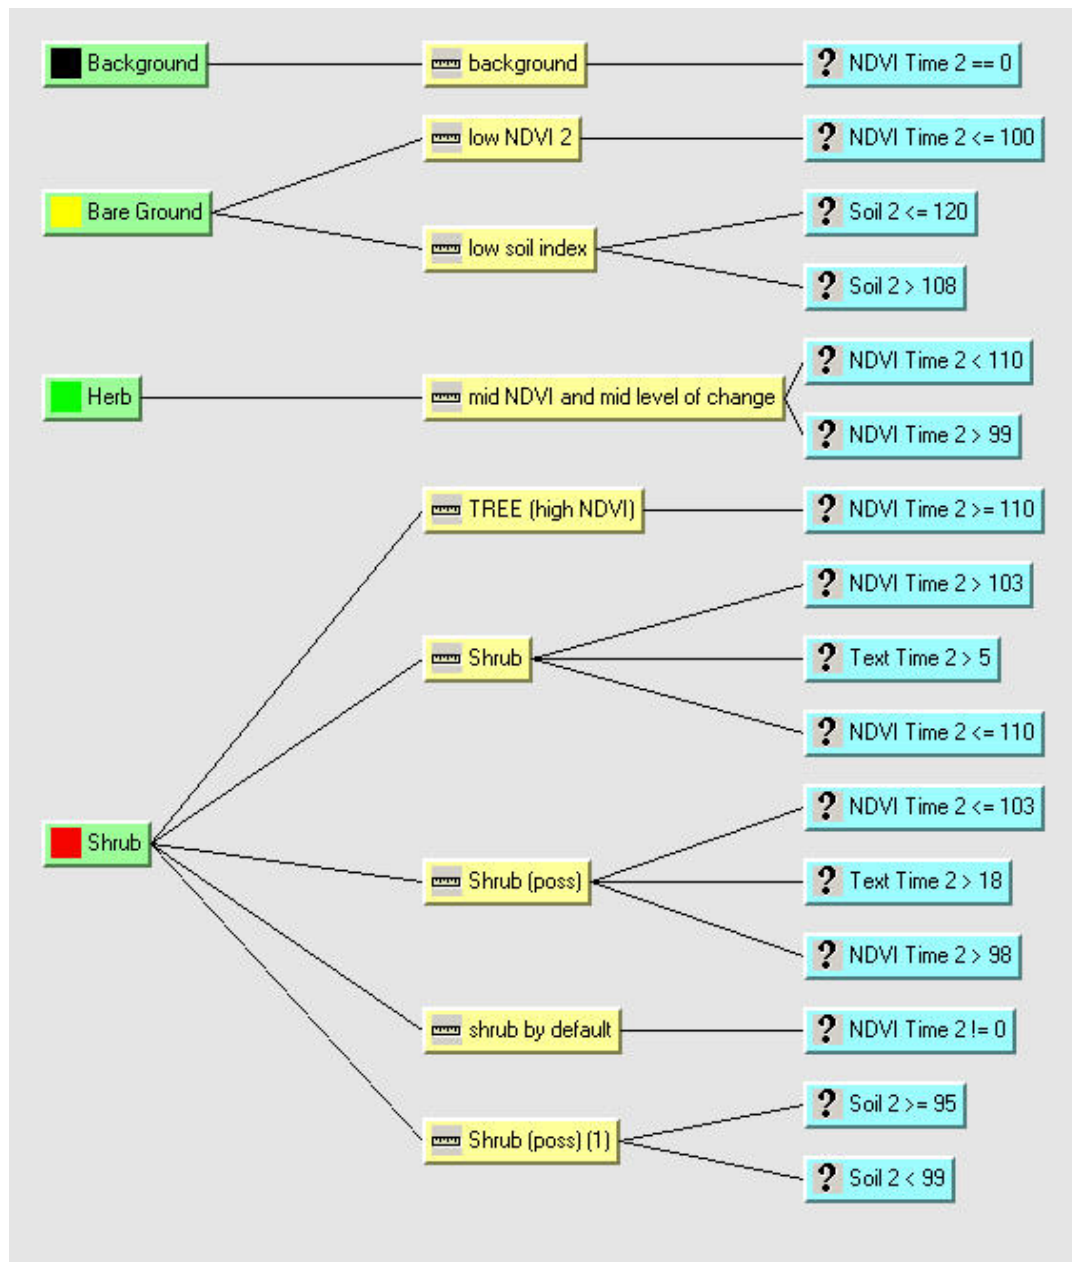 Background
background
? NDVI Time 2 == 0
low NDVI 2
? NDVI Time 2 <= 100
Bare Ground
? Soil 2 <= 120
low soil index
? Soil 2 > 108
? NDVI Time 2 < 110
Herb
mid NDVI and mid level of change
? NDVI Time 2 > 99
TREE (high NDVI)
? NDVI Time 2 >= 110
? NDVI Time 2 > 103
Shrub
? Text Time 2 > 5
? NDVI Time 2 <= 110
? NDVI Time 2 <= 103
Shrub
Shrub (poss)
? Text Time 2 > 18
? NDVI Time 2 > 98
shrub by default
? NDVI Time 2 != 0
? Soil 2 >= 95
Shrub (poss) (1)
? Soil 2 < 99